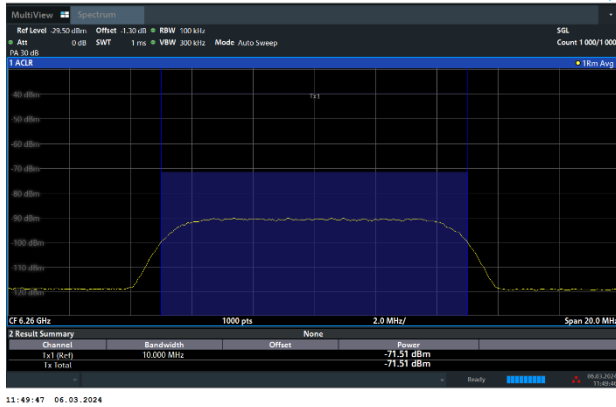 MultiView Spectrum
Ref Level -29.50 dBm Offset -1.30 dB RBW 100 kHz SGL
Att 0 dB SWT 1 ms VBW 300 kHz Mode Auto Sweep Count 1 000/1 000
PA 30 dB
1 ACLR 1Rm Avg
-40 dBm
Tx1
-50 dBm
-60 dBm
-70 dBm
-80 dBm
-90 dBm
-100 dBm
-110 dBm
-120 dBm
CF 6.26 GHz 1000 pts 2.0 MHz/ Span 20.0 MHz
2 Result Summary None
Channel Bandwidth Offset Power
Tx1 (Ref) 10.000 MHz -71.51 dBm
Tx Total -71.51 dBm
Ready 06.03.2024
11:49:46
11:49:47 06.03.2024